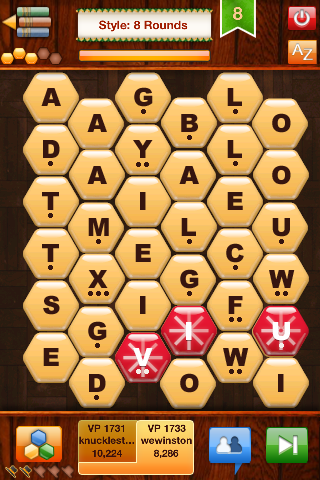 Style: 8 Rounds
8
AZ
A G L
A B O
D Y L
A A O
T I E
M L U
T E C
X G W
S I F
G I U
E V W
D O I
VP 1731 VP 1733
knucklest... wewinston
10,224 8,286